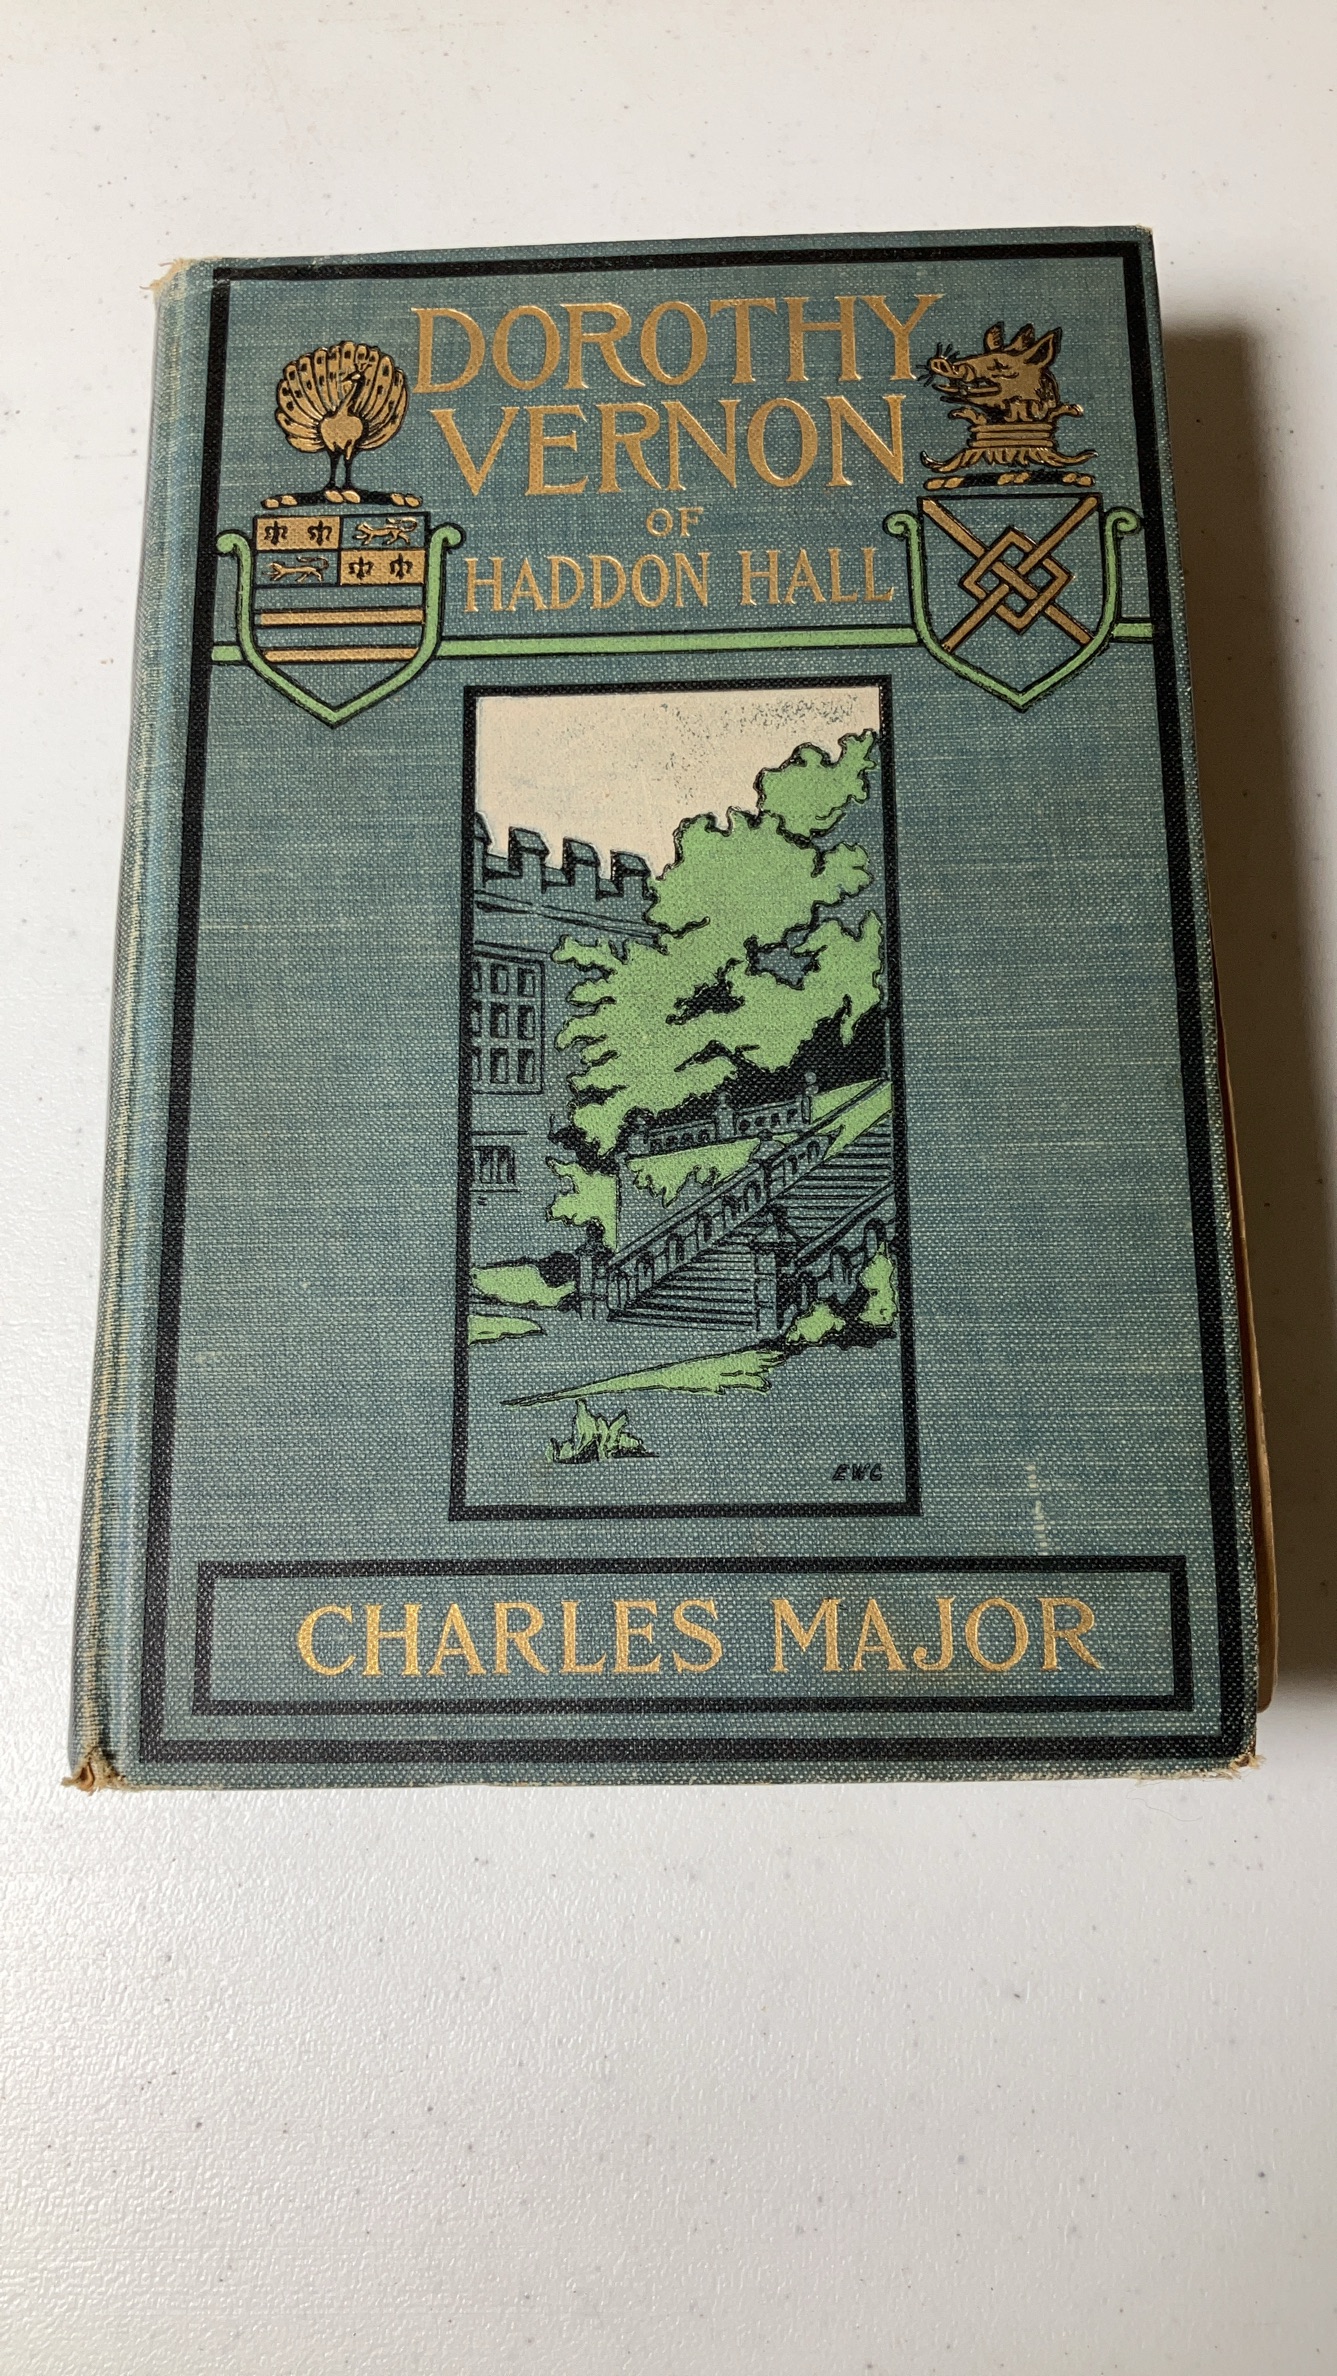 DOROTHY
VERNON
OF
HADDON HALL
EWC
CHARLES MAJOR